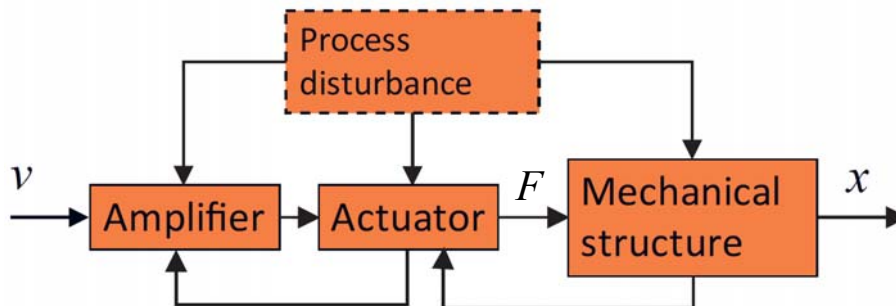 Process
disturbance
v
Amplifier
Actuator
F
Mechanical
structure
x